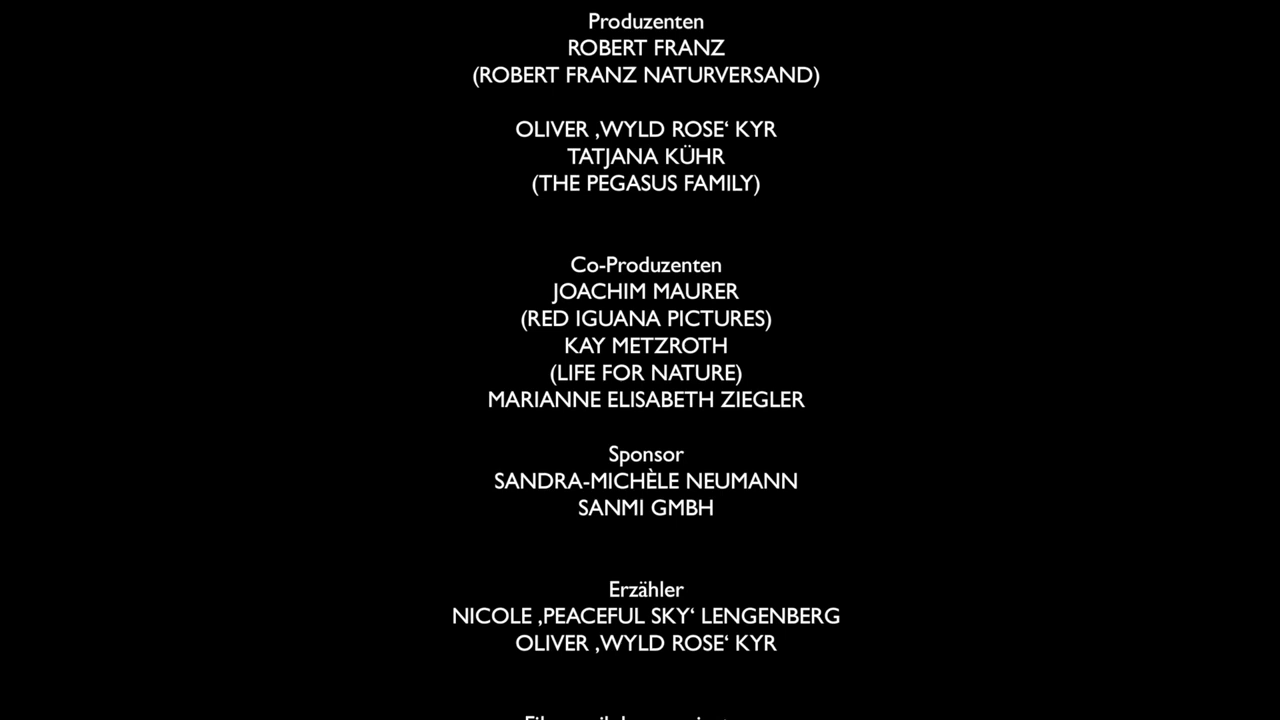 Produzenten
ROBERT FRANZ
(ROBERT FRANZ NATURVERSAND)
OLIVER ‚WYLD ROSE‘ KYR
TATJANA KÜHR
(THE PEGASUS FAMILY)
Co-Produzenten
JOACHIM MAURER
(RED IGUANA PICTURES)
KAY METZROTH
(LIFE FOR NATURE)
MARIANNE ELISABETH ZIEGLER
Sponsor
SANDRA-MICHÈLE NEUMANN
SANMI GMBH
Erzähler
NICOLE ‚PEACEFUL SKY‘ LENGENBERG
OLIVER ‚WYLD ROSE‘ KYR